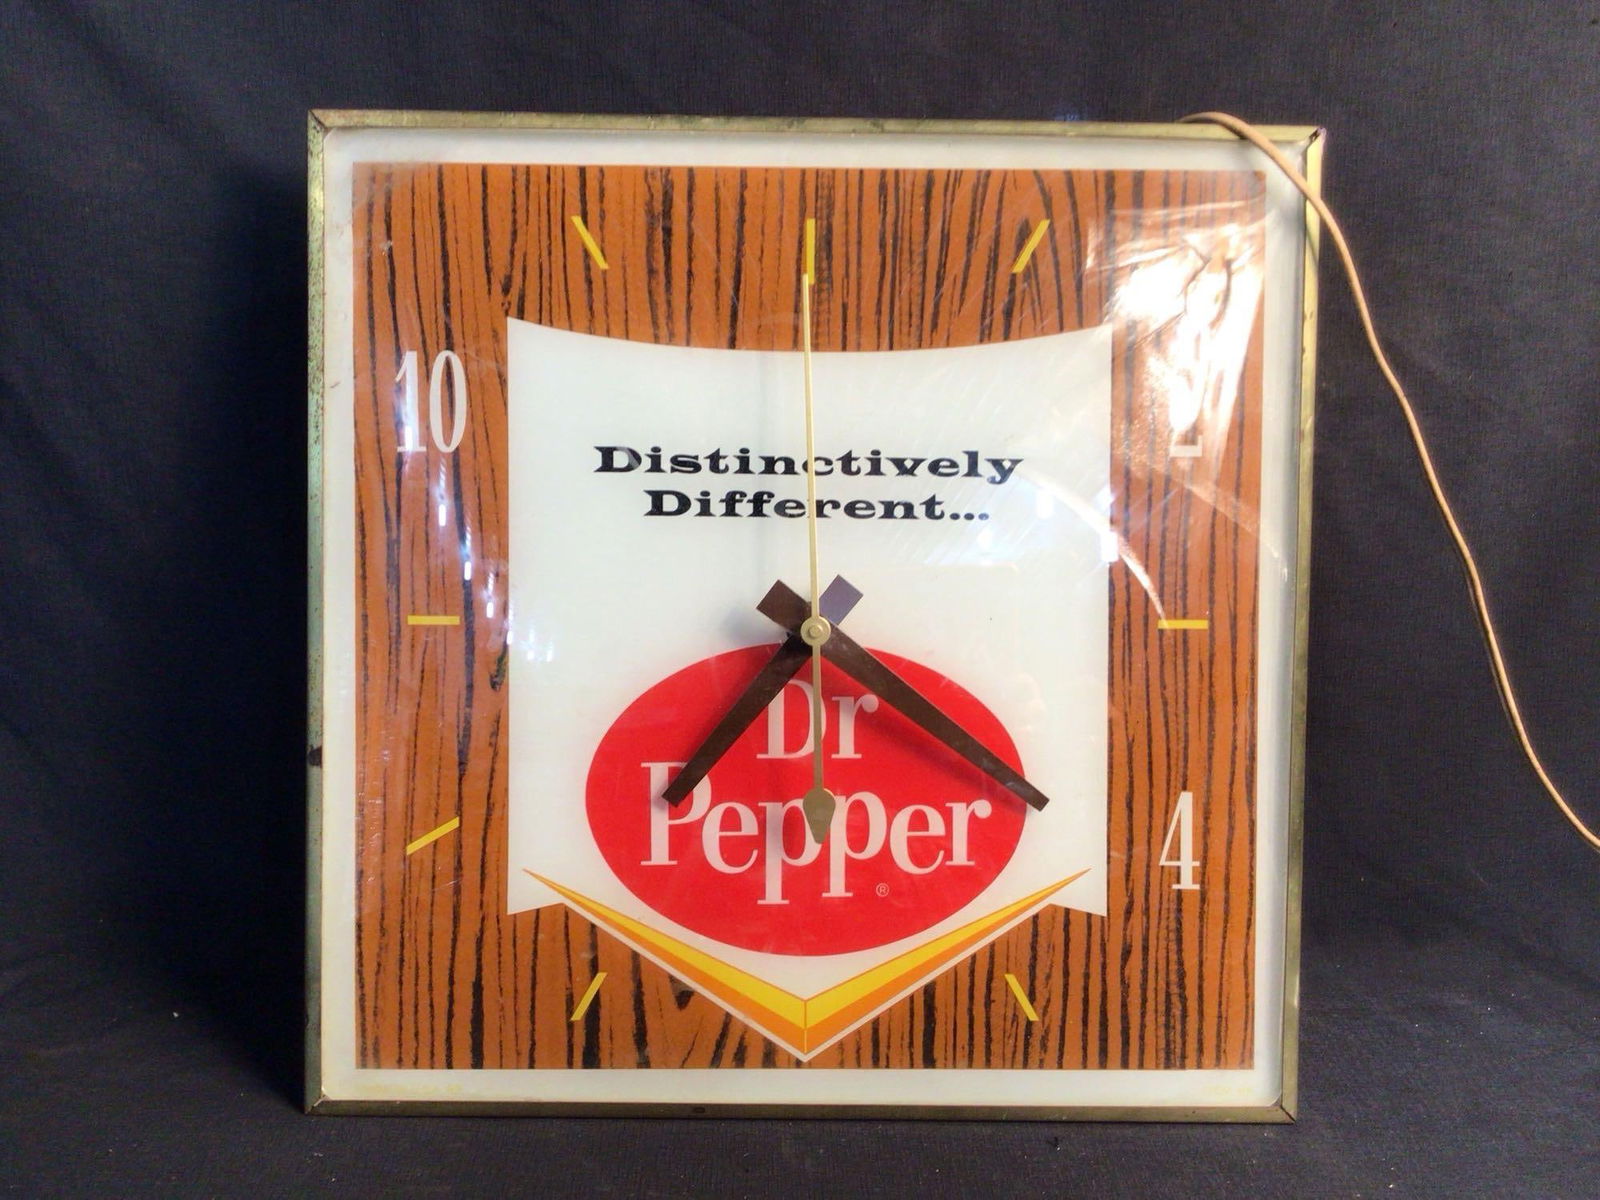 10
2
Distinctively
Different...
Dr
Pepper
®
4